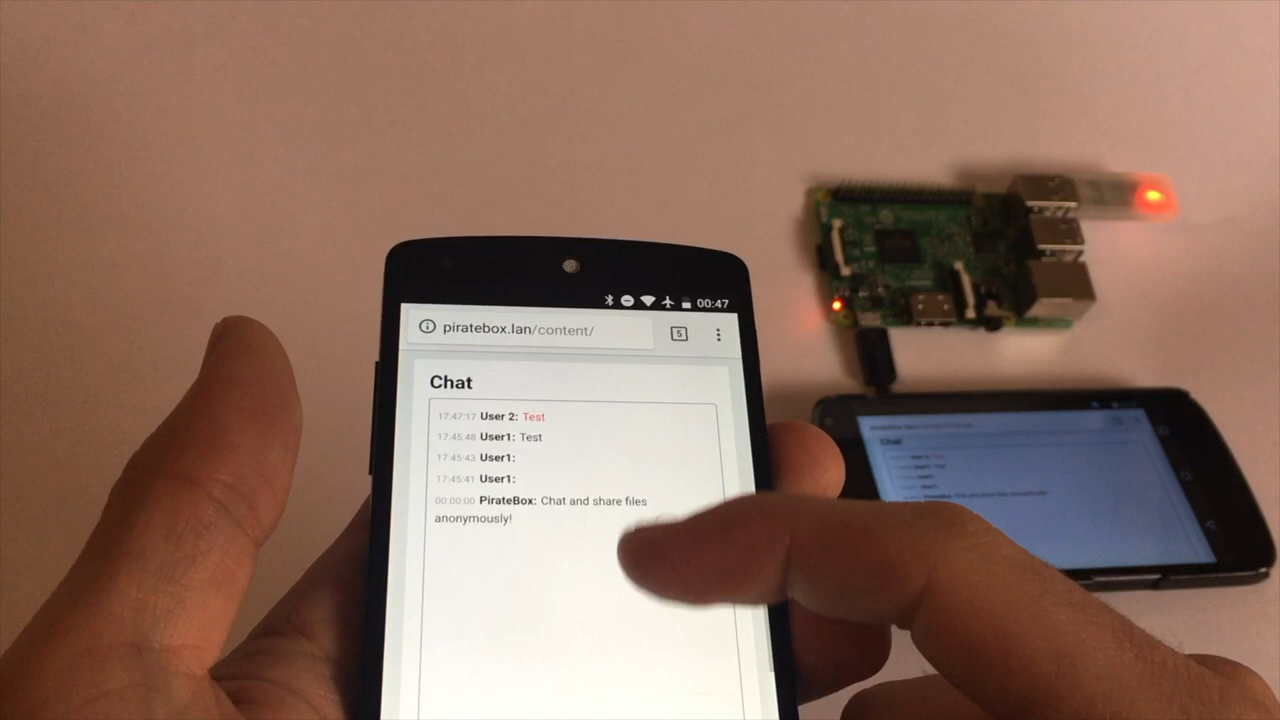 00:47
piratebox.lan/content/
5
Chat
17:47:17 User 2: Test
17:45:48 User1: Test
17:45:43 User1:
17:45:41 User1:
00:00:00 PirateBox: Chat and share files
anonymously!
Chat